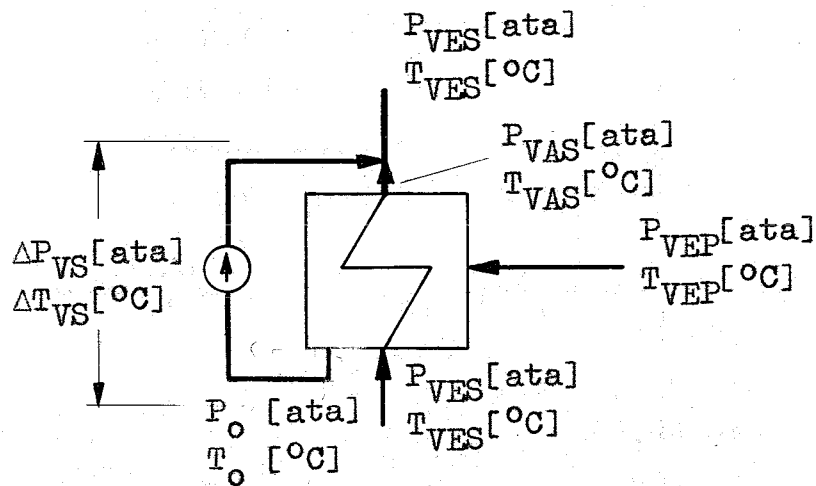 P_VES[ata]
T_VES[°C]
P_VAS[ata]
T_VAS[°C]
P_VEP[ata]
T_VEP[°C]
ΔP_VS[ata]
ΔT_VS[°C]
P_VES[ata]
T_VES[°C]
P_o [ata]
T_o [°C]